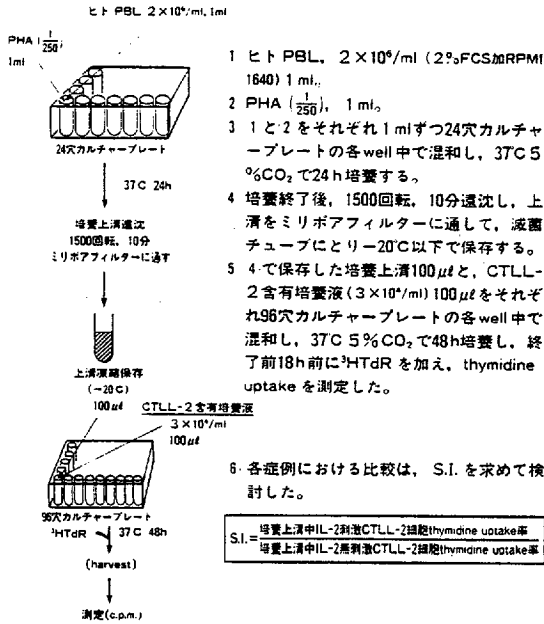 ヒト PBL 2×10⁶/ml, 1ml
PHA (1/250),
1ml
24穴カルチャープレート
37℃ 24h
培養上清遠沈
1500回転, 10分
ミリポアフィルターに通す
上清凍結保存
(−20℃)
100μl
CTLL-2含有培養液
3×10⁴/ml
100μl
96穴カルチャープレート
³HTdR 37℃ 48h
(harvest)
測定(c.p.m.)
1 ヒト PBL, 2×10⁶/ml (2%FCS加RPMI
1640) 1 ml,
2 PHA (1/250), 1 ml。
3 1と2をそれぞれ1 mlずつ24穴カルチャ
ープレートの各well中で混和し, 37℃ 5
%CO₂で24h培養する。
4 培養終了後, 1500回転, 10分遠沈し, 上
清をミリポアフィルターに通して, 滅菌
チューブにとり−20℃以下で保存する。
5 4で保存した培養上清100μlと, CTLL-
2含有培養液(3×10⁴/ml)100μlをそれぞ
れ96穴カルチャープレートの各well中で
混和し, 37℃ 5%CO₂で48h培養し, 終
了前18h前に³HTdRを加え, thymidine
uptakeを測定した。
6 各症例における比較は, S.I.を求めて検
討した。
S.I.=培養上清中IL-2刺激CTLL-2細胞thymidine uptake率
培養上清中IL-2無刺激CTLL-2細胞thymidine uptake率